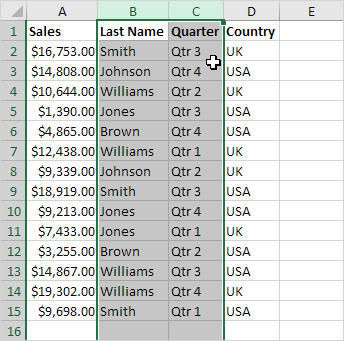 A B C D E
1 Sales Last Name Quarter Country
2 $16,753.00 Smith Qtr 3 UK
3 $14,808.00 Johnson Qtr 4 USA
4 $10,644.00 Williams Qtr 2 UK
5 $1,390.00 Jones Qtr 3 USA
6 $4,865.00 Brown Qtr 4 USA
7 $12,438.00 Williams Qtr 1 UK
8 $9,339.00 Johnson Qtr 2 UK
9 $18,919.00 Smith Qtr 3 USA
10 $9,213.00 Jones Qtr 4 USA
11 $7,433.00 Jones Qtr 1 UK
12 $3,255.00 Brown Qtr 2 USA
13 $14,867.00 Williams Qtr 3 USA
14 $19,302.00 Williams Qtr 4 UK
15 $9,698.00 Smith Qtr 1 USA
16